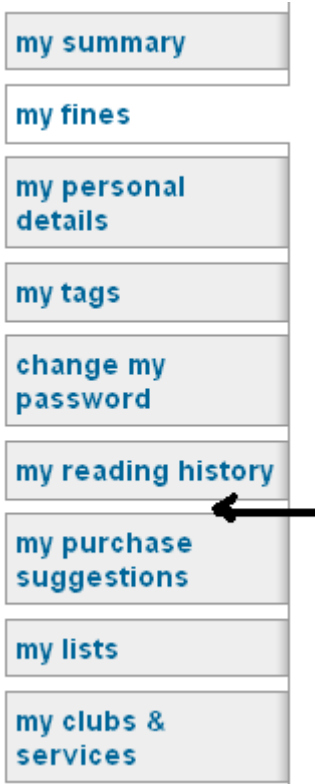 my summary
my fines
my personal
details
my tags
change my
password
my reading history
my purchase
suggestions
my lists
my clubs &
services